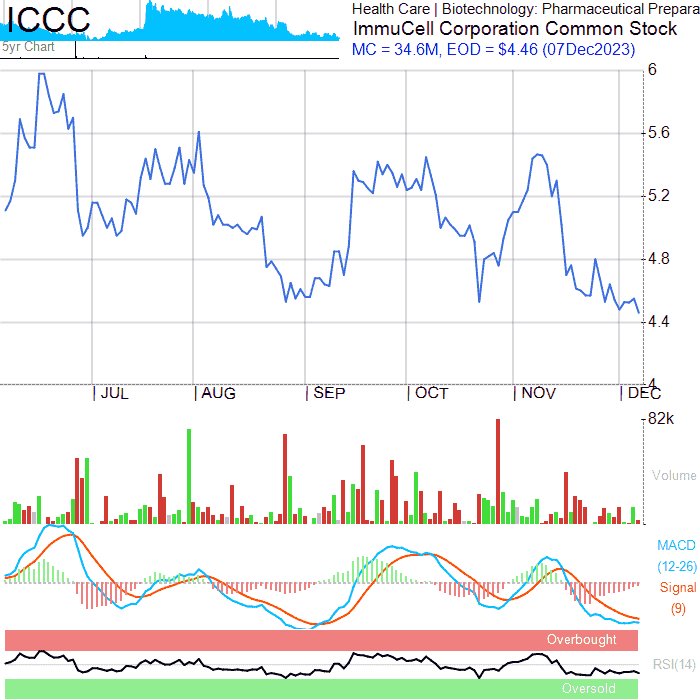 ICCC
5yr Chart
Health Care | Biotechnology: Pharmaceutical Prepara
ImmuCell Corporation Common Stock
MC = 34.6M, EOD = $4.46 (07Dec2023)
6
5.6
5.2
4.8
4.4
4
JUL AUG SEP OCT NOV DEC
82k
Volume
MACD
(12-26)
Signal
(9)
Overbought
RSI(14)
Oversold